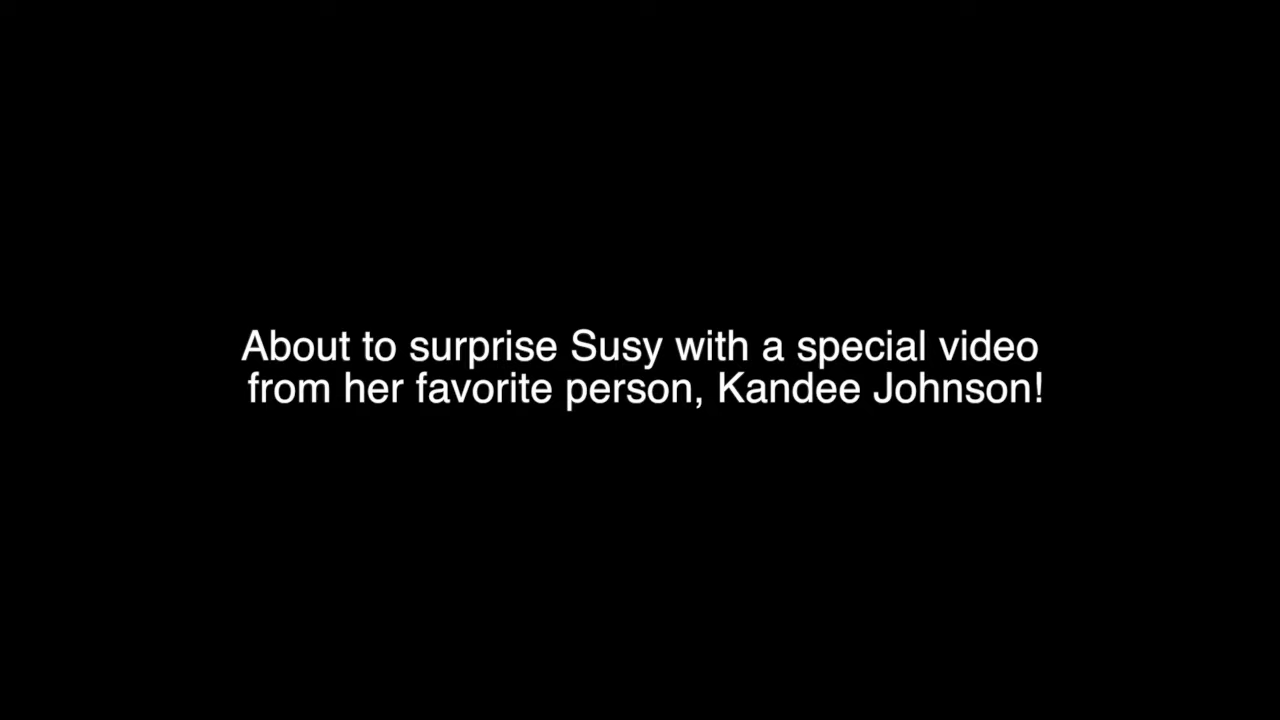 About to surprise Susy with a special video
from her favorite person, Kandee Johnson!